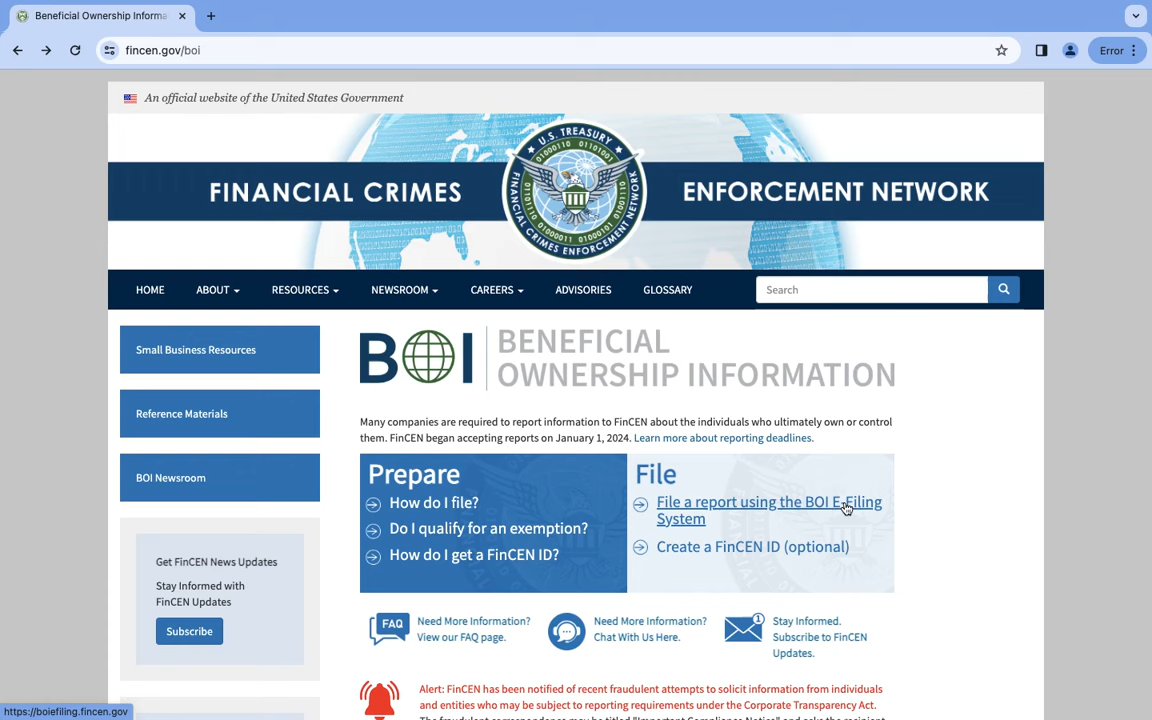 Beneficial Ownership Informa
fincen.gov/boi
Error
An official website of the United States Government
FINANCIAL CRIMES
U.S. TREASURY
FINANCIAL CRIMES ENFORCEMENT NETWORK
ENFORCEMENT NETWORK
HOME
ABOUT
RESOURCES
NEWSROOM
CAREERS
ADVISORIES
GLOSSARY
Search
Small Business Resources
Reference Materials
BOI Newsroom
Get FinCEN News Updates
Stay Informed with
FinCEN Updates
Subscribe
BOI
BENEFICIAL
OWNERSHIP INFORMATION
Many companies are required to report information to FinCEN about the individuals who ultimately own or control
them. FinCEN began accepting reports on January 1, 2024. Learn more about reporting deadlines.
Prepare
How do I file?
Do I qualify for an exemption?
How do I get a FinCEN ID?
File
File a report using the BOI E-Filing
System
Create a FinCEN ID (optional)
FAQ
Need More Information?
View our FAQ page.
Need More Information?
Chat With Us Here.
1
Stay Informed.
Subscribe to FinCEN
Updates.
Alert: FinCEN has been notified of recent fraudulent attempts to solicit information from individuals
and entities who may be subject to reporting requirements under the Corporate Transparency Act.
The fraudulent correspondence may be titled "Important Compliance Notice" and asks the recipient
https://boiefiling.fincen.gov